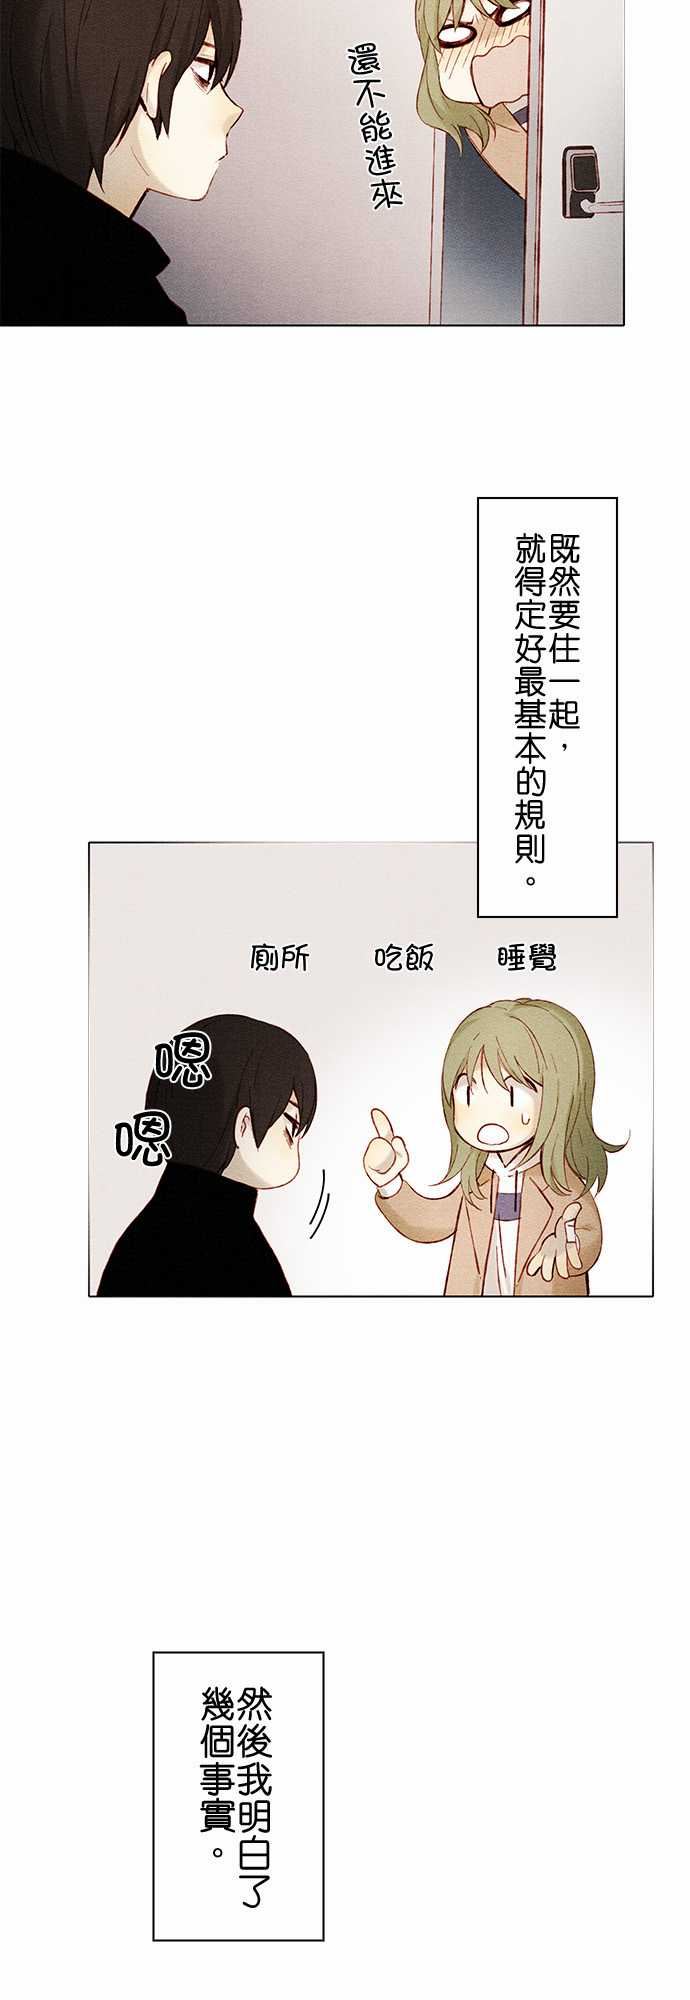 還不能進來
既然要住一起，
就得定好最基本的規則。
廁所 吃飯 睡覺
嗯
嗯
然後我明白了
幾個事實。